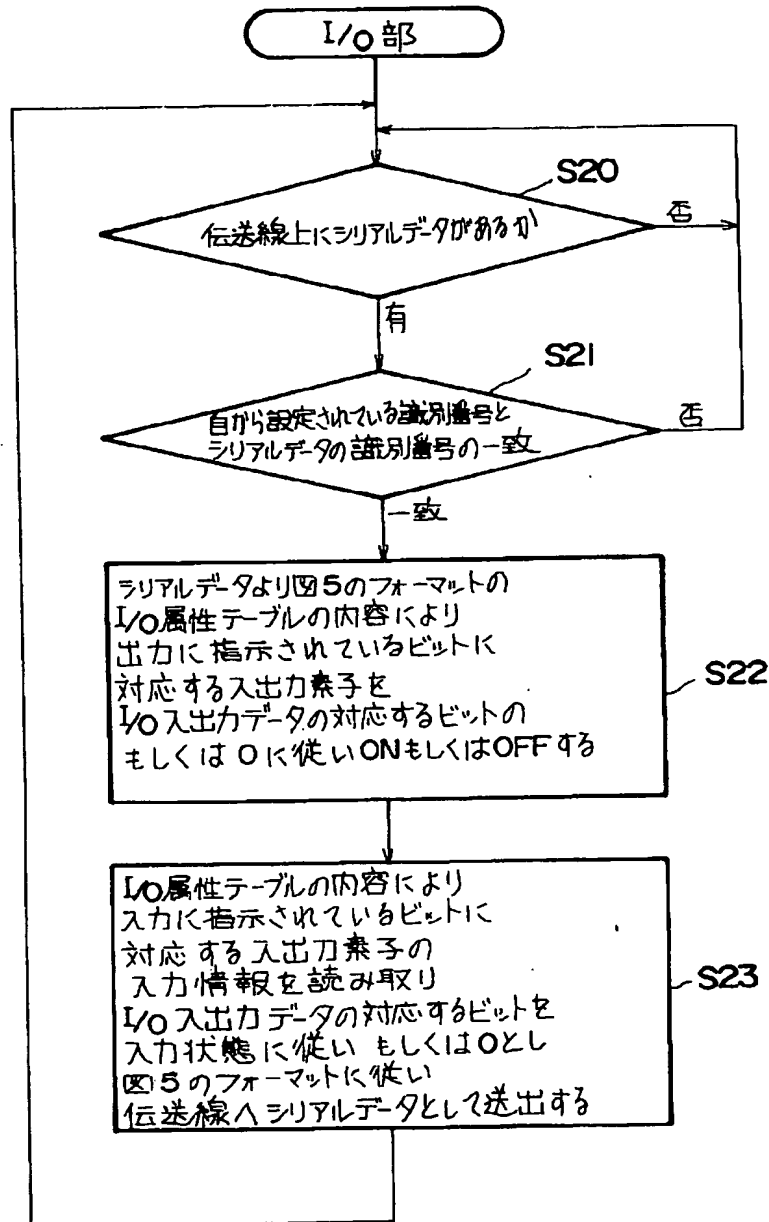 I/O部
S20
伝送線上にシリアルデータがあるか
否
有
S21
自から設定されている識別番号と
シリアルデータの識別番号の一致
否
一致
シリアルデータより図5のフォーマットの
I/O属性テーブルの内容により
出力に指示されているビットに
対応する入出力素子を
I/O入出力データの対応するビットの
もしくは0に従いONもしくはOFFする
S22
I/O属性テーブルの内容により
入力に指示されているビットに
対応する入出力素子の
入力情報を読み取り
I/O入出力データの対応するビットを
入力状態に従い もしくは0とし
図5のフォーマットに従い
伝送線へシリアルデータとして送出する
S23